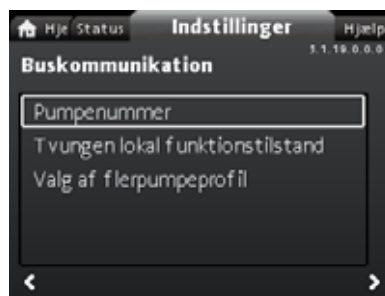 Hje Status Indstillinger Hjælp
3.1.19.0.0.0
Buskommunikation
Pumpenummer
Tvungen lokal funktionstilstand
Valg af flerpumpeprofil